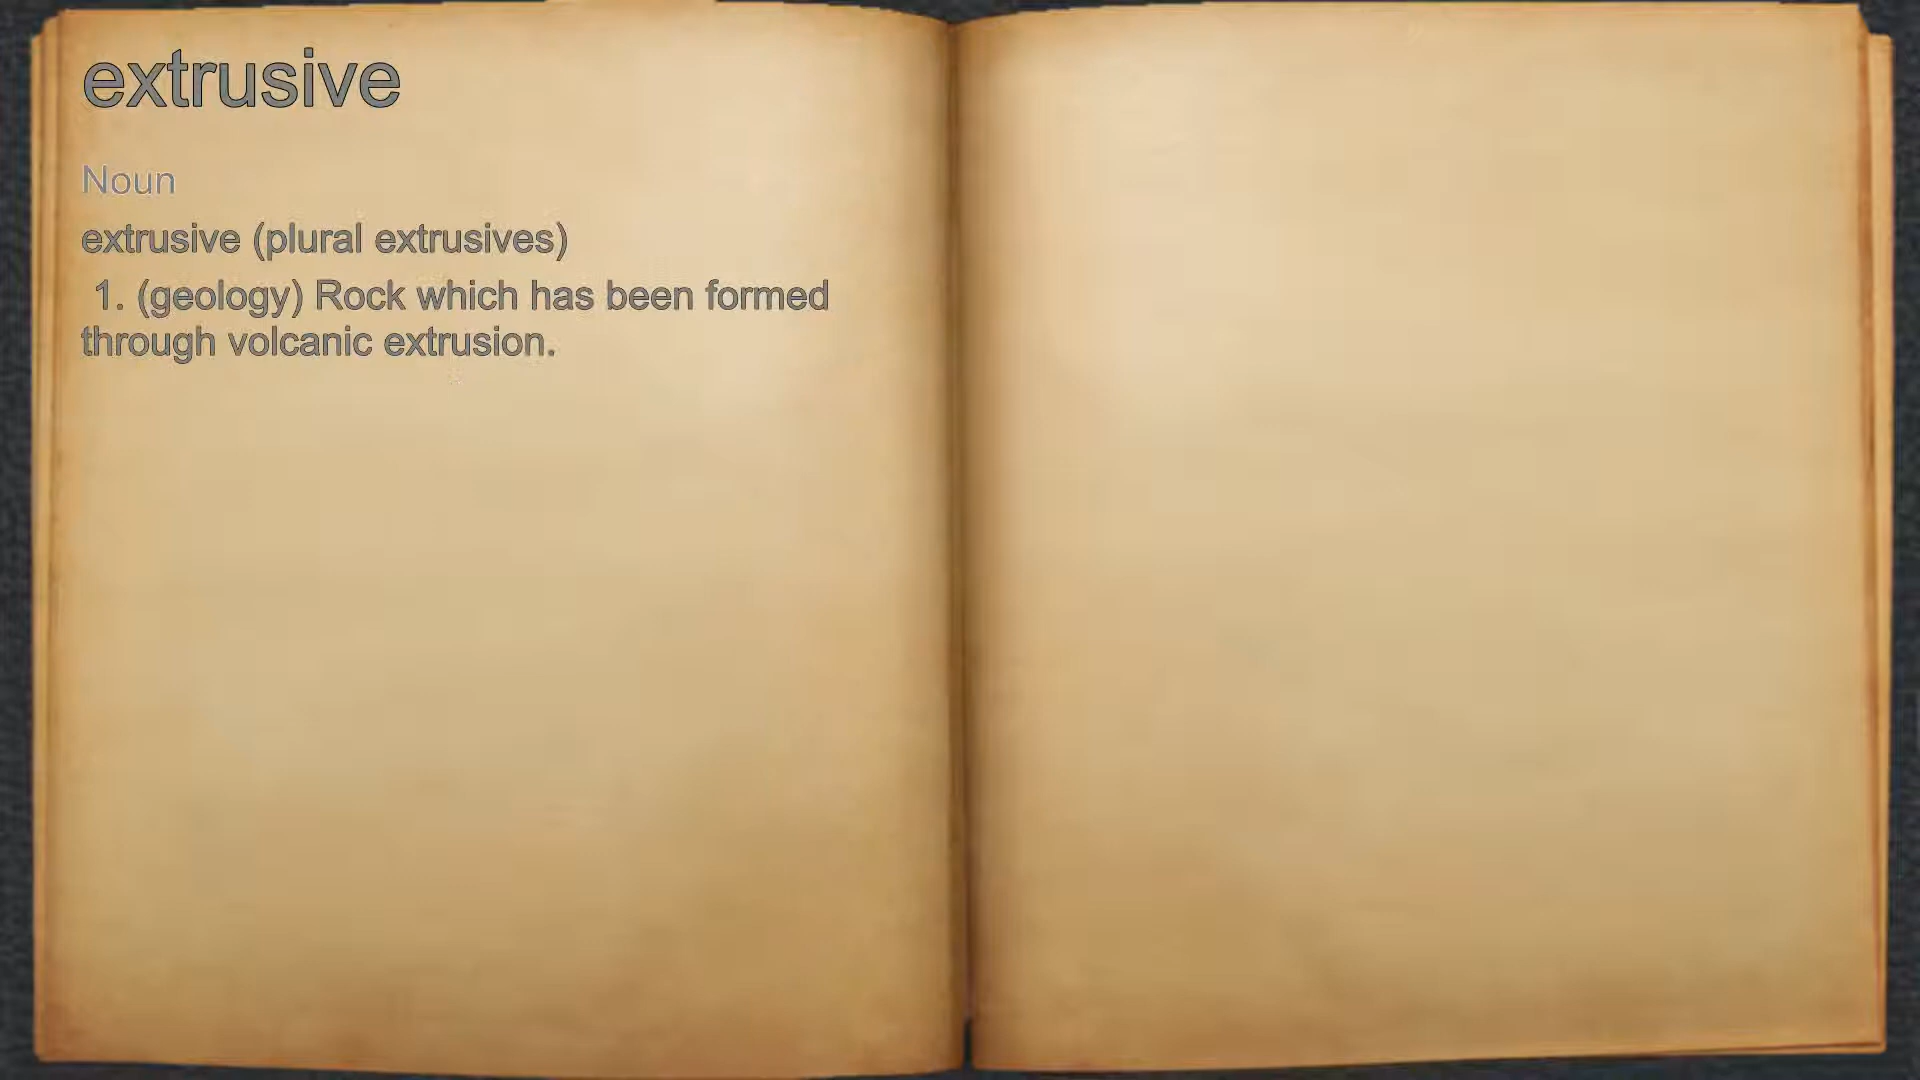 extrusive
Noun
extrusive (plural extrusives)
1. (geology) Rock which has been formed
through volcanic extrusion.